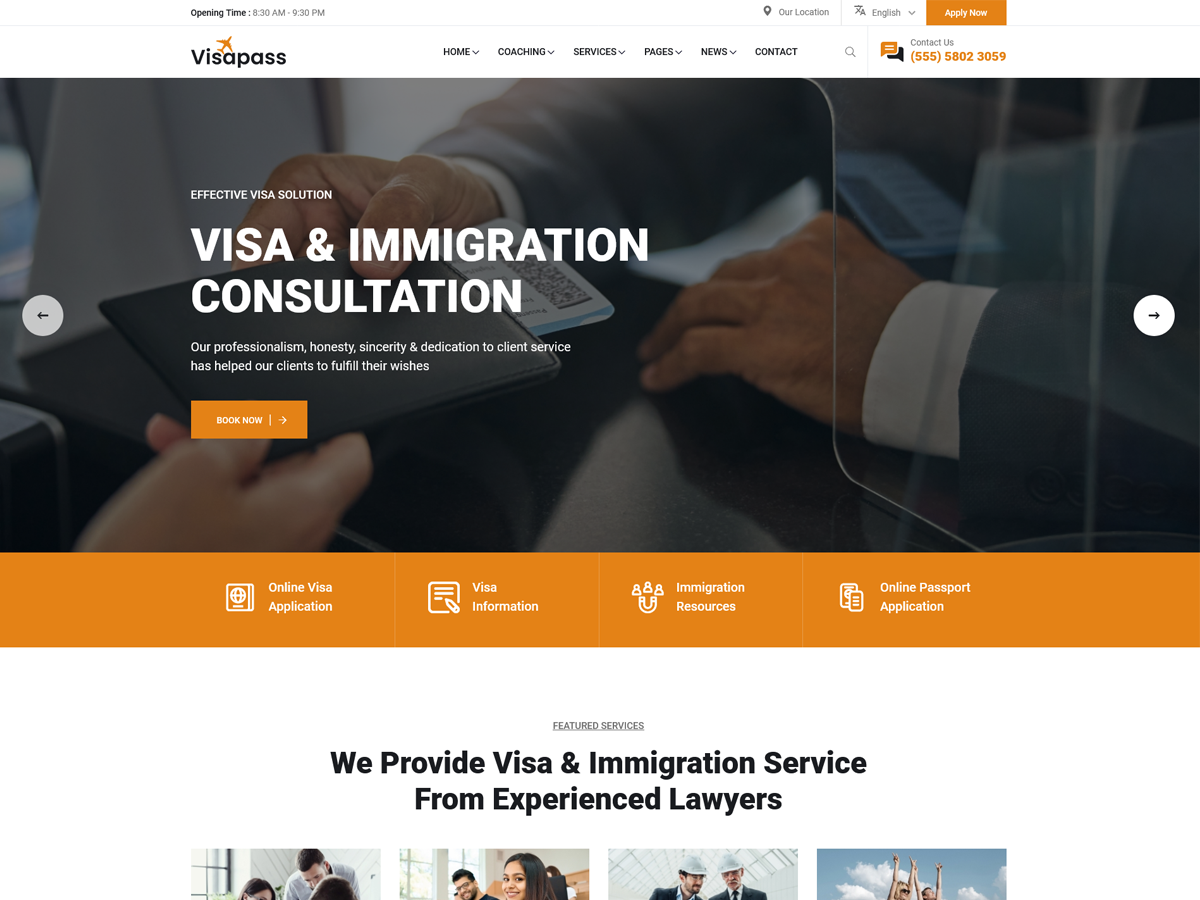 Opening Time : 8:30 AM - 9:30 PM
Our Location
English
Apply Now
Visapass
HOME
COACHING
SERVICES
PAGES
NEWS
CONTACT
Contact Us
(555) 5802 3059
EFFECTIVE VISA SOLUTION
VISA & IMMIGRATION
CONSULTATION
Our professionalism, honesty, sincerity & dedication to client service
has helped our clients to fulfill their wishes
BOOK NOW
Online Visa
Application
Visa
Information
Immigration
Resources
Online Passport
Application
FEATURED SERVICES
We Provide Visa & Immigration Service
From Experienced Lawyers